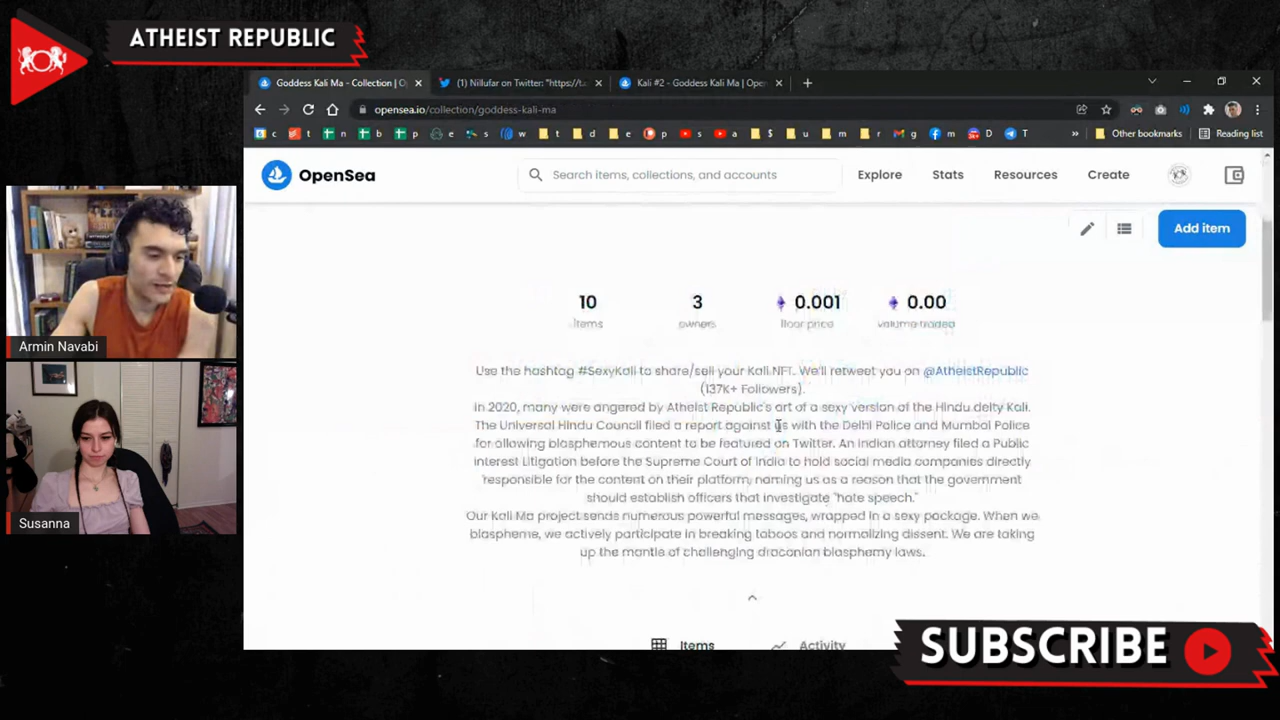 ATHEIST REPUBLIC
Goddess Kali Ma - Collection | O
(1) Nillufar on Twitter: "https://t
Kali #2 - Goddess Kali Ma | Open
opensea.io/collection/goddess-kali-ma
c t n b p e s w t d e p s a $ u m r g m D T » Other bookmarks Reading list
OpenSea
Search items, collections, and accounts
Explore Stats Resources Create
Add item
10 3 0.001 0.00
items owners floor price volume traded
Use the hashtag #SexyKali to share/sell your Kali NFT. We'll retweet you on @AtheistRepublic
(137K+ Followers).
In 2020, many were angered by Atheist Republic's art of a sexy version of the Hindu deity Kali.
The Universal Hindu Council filed a report against us with the Delhi Police and Mumbai Police
for allowing blasphemous content to be featured on Twitter. An Indian attorney filed a Public
Interest Litigation before the Supreme Court of India to hold social media companies directly
responsible for the content on their platform, naming us as a reason that the government
should establish officers that investigate "hate speech."
Our Kali Ma project sends numerous powerful messages, wrapped in a sexy package. When we
blaspheme, we actively participate in breaking taboos and normalizing dissent. We are taking
up the mantle of challenging draconian blasphemy laws.
Items Activity
Armin Navabi
Susanna
SUBSCRIBE